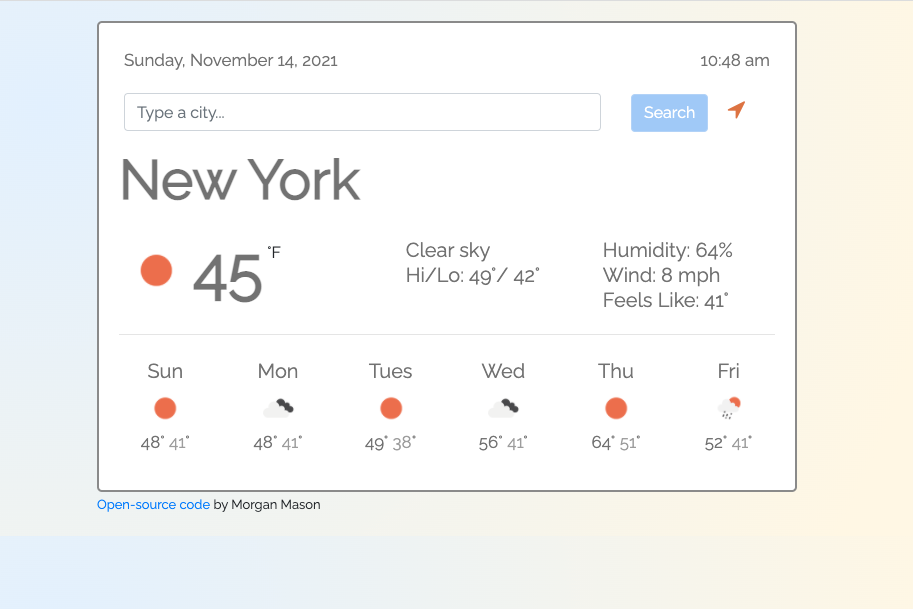 Sunday, November 14, 2021 10:48 am
Type a city... Search
New York
45 °F
Clear sky
Hi/Lo: 49°/ 42°
Humidity: 64%
Wind: 8 mph
Feels Like: 41°
Sun Mon Tues Wed Thu Fri
48° 41° 48° 41° 49° 38° 56° 41° 64° 51° 52° 41°
Open-source code by Morgan Mason